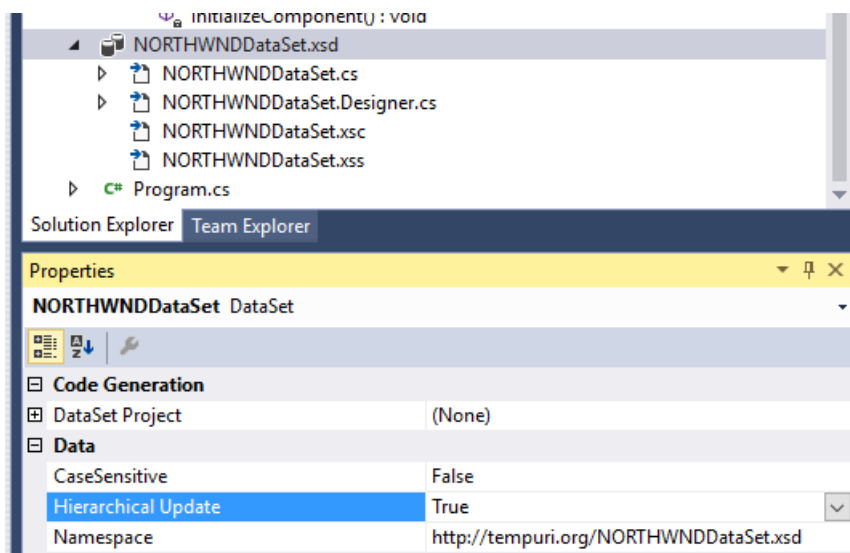 InitializeComponent() : void
NORTHWNDDataSet.xsd
NORTHWNDDataSet.cs
NORTHWNDDataSet.Designer.cs
NORTHWNDDataSet.xsc
NORTHWNDDataSet.xss
C# Program.cs
Solution Explorer Team Explorer
Properties
NORTHWNDDataSet DataSet
Code Generation
DataSet Project (None)
Data
CaseSensitive False
Hierarchical Update True
Namespace http://tempuri.org/NORTHWNDDataSet.xsd